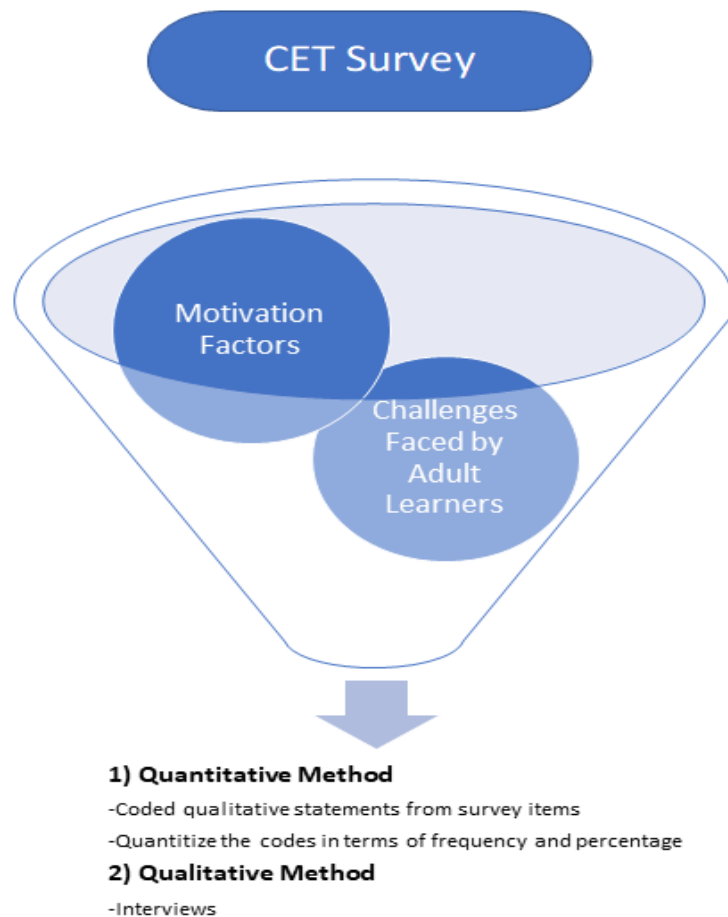 CET Survey
Motivation
Factors
Challenges
Faced by
Adult
Learners
1) Quantitative Method
-Coded qualitative statements from survey items
-Quantitize the codes in terms of frequency and percentage
2) Qualitative Method
-Interviews